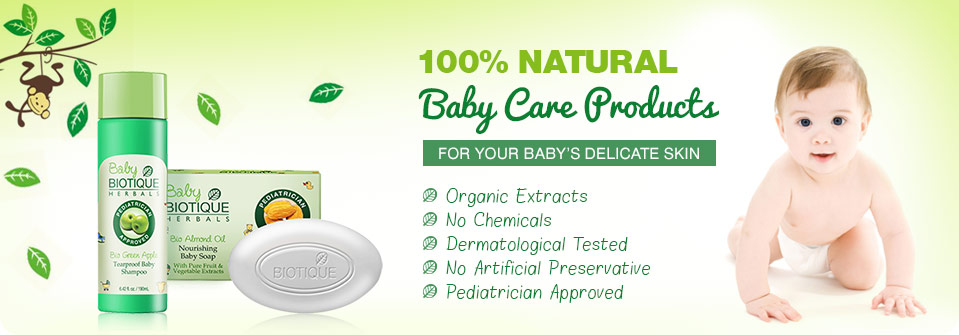 100% NATURAL
Baby Care Products
FOR YOUR BABY'S DELICATE SKIN
Organic Extracts
No Chemicals
Dermatological Tested
No Artificial Preservative
Pediatrician Approved
Baby
BIOTIQUE
HERBALS
PEDIATRICIAN
APPROVED
Bio Green Apple
Tearproof Baby
Shampoo
Baby
BIOTIQUE
HERBALS
PEDIATRICIAN
Bio Almond Oil
Nourishing
Baby Soap
With Pure Fruit &
Vegetable Extracts
BIOTIQUE